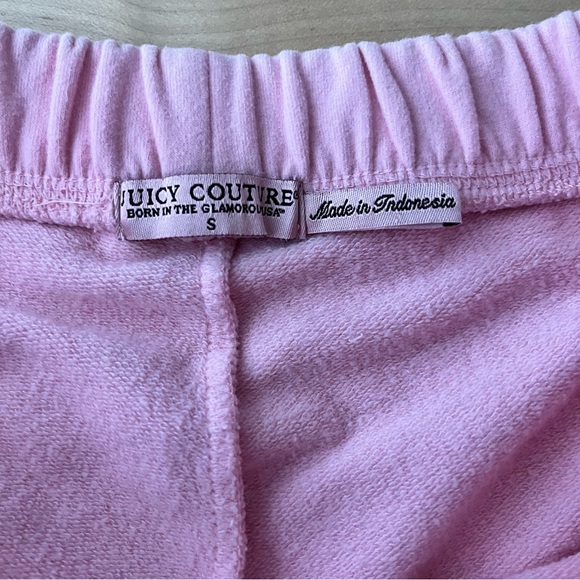 JUICY COUTURE
BORN IN THE GLAMOROUS USA
S
Made in Indonesia